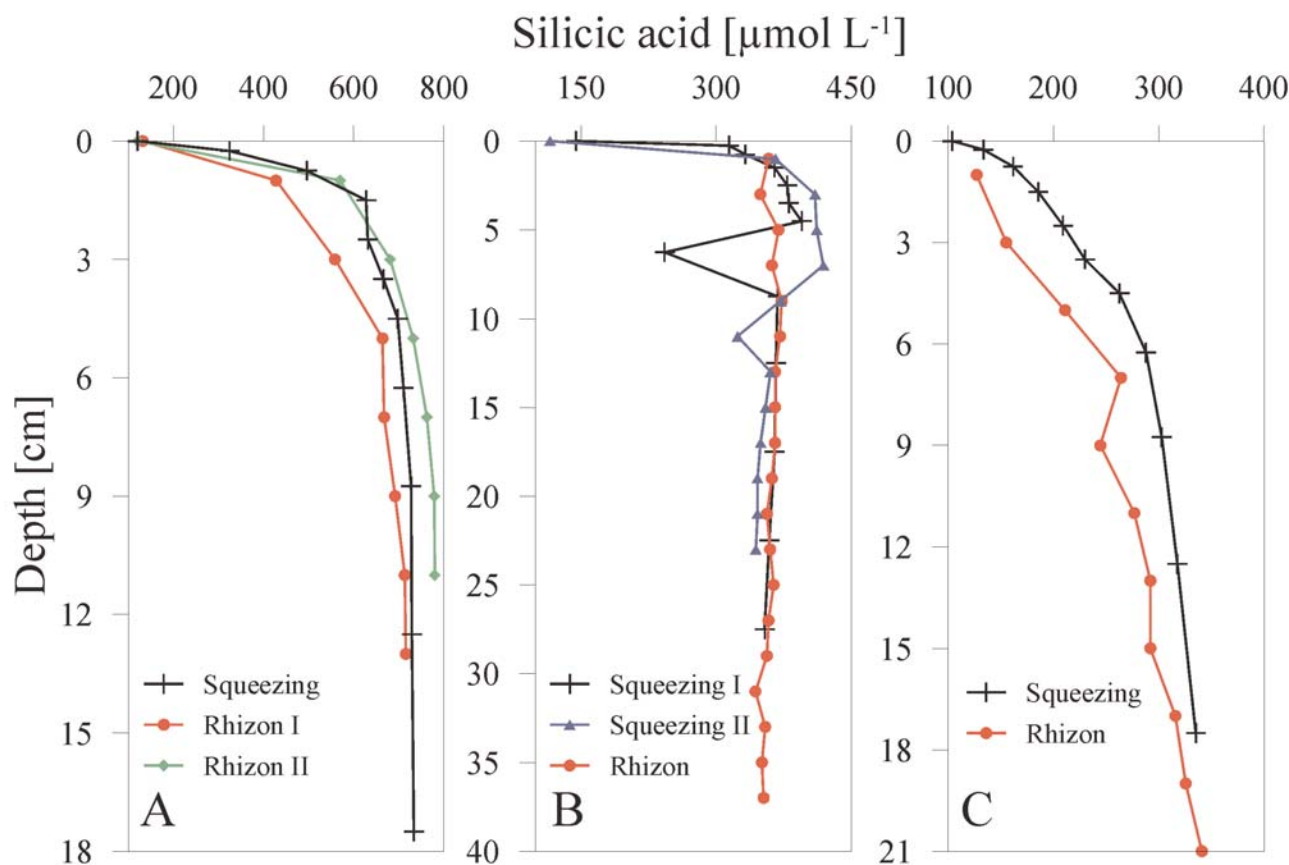 Silicic acid [µmol L-1]
200 400 600 800
150 300 450
100 200 300 400
Depth [cm]
0
3
6
9
12
15
18
Squeezing
Rhizon I
Rhizon II
A
0
5
10
15
20
25
30
35
40
Squeezing I
Squeezing II
Rhizon
B
0
3
6
9
12
15
18
21
Squeezing
Rhizon
C